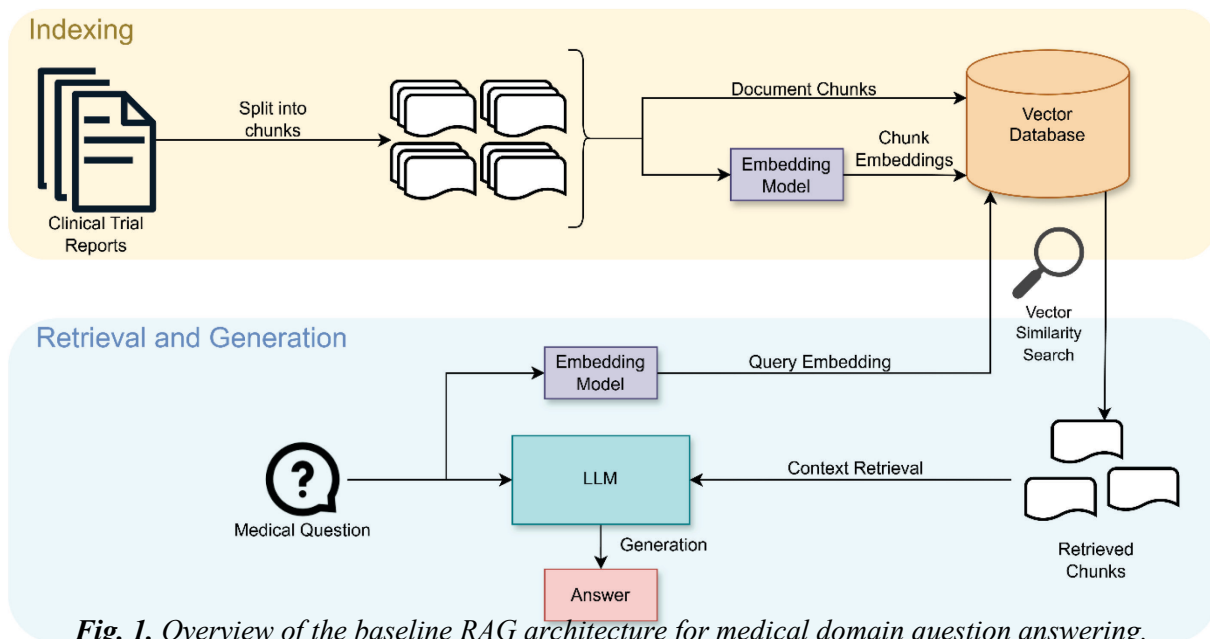 Indexing
Clinical Trial
Reports
Split into
chunks
Document Chunks
Embedding
Model
Chunk
Embeddings
Vector
Database
Vector
Similarity
Search
Retrieval and Generation
Embedding
Model
Query Embedding
?
Medical Question
LLM
Context Retrieval
Retrieved
Chunks
Generation
Answer
Fig. 1. Overview of the baseline RAG architecture for medical domain question answering.